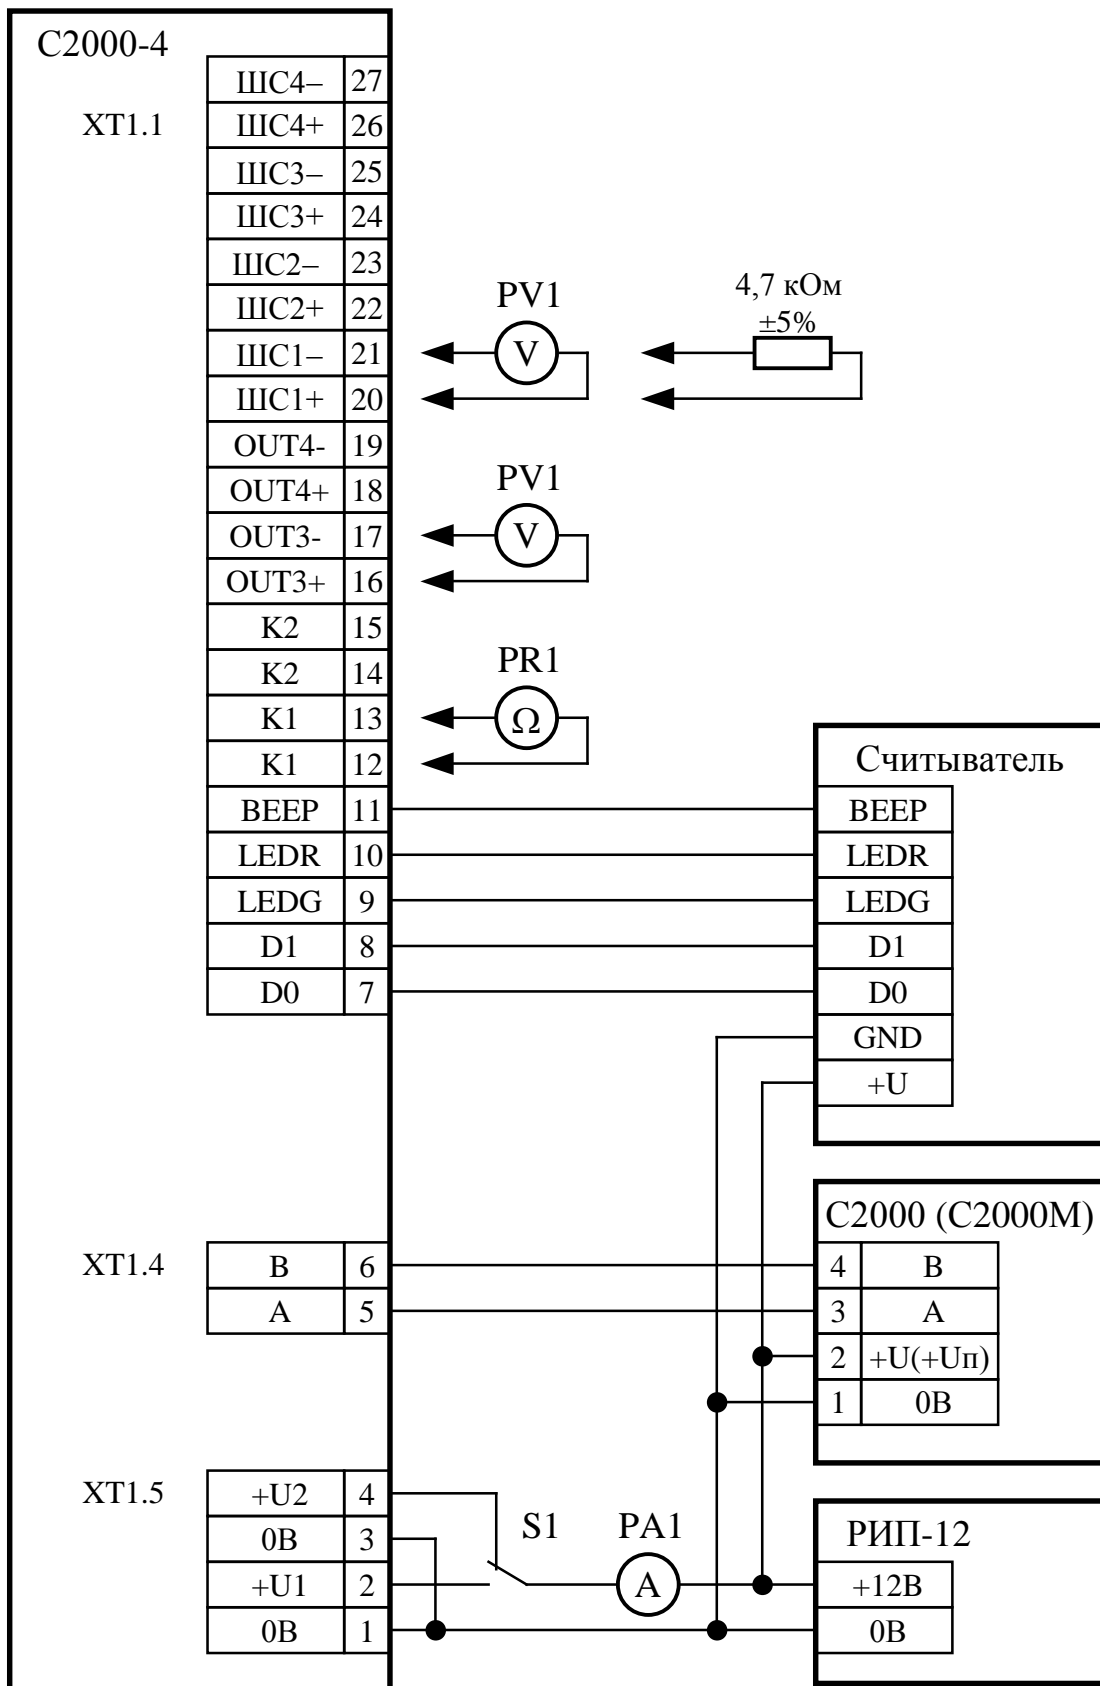 С2000-4
ШС4– 27
XT1.1 ШС4+ 26
ШС3– 25
ШС3+ 24
ШС2– 23
ШС2+ 22
ШС1– 21
ШС1+ 20
OUT4- 19
OUT4+ 18
OUT3- 17
OUT3+ 16
K2 15
K2 14
K1 13
K1 12
BEEP 11
LEDR 10
LEDG 9
D1 8
D0 7
XT1.4 B 6
A 5
XT1.5 +U2 4
0В 3
+U1 2
0В 1
PV1
V
4,7 кОм
±5%
PV1
V
PR1
Ω
S1
PA1
A
Считыватель
BEEP
LEDR
LEDG
D1
D0
GND
+U
С2000 (С2000М)
4 B
3 A
2 +U(+Uп)
1 0В
РИП-12
+12В
0В